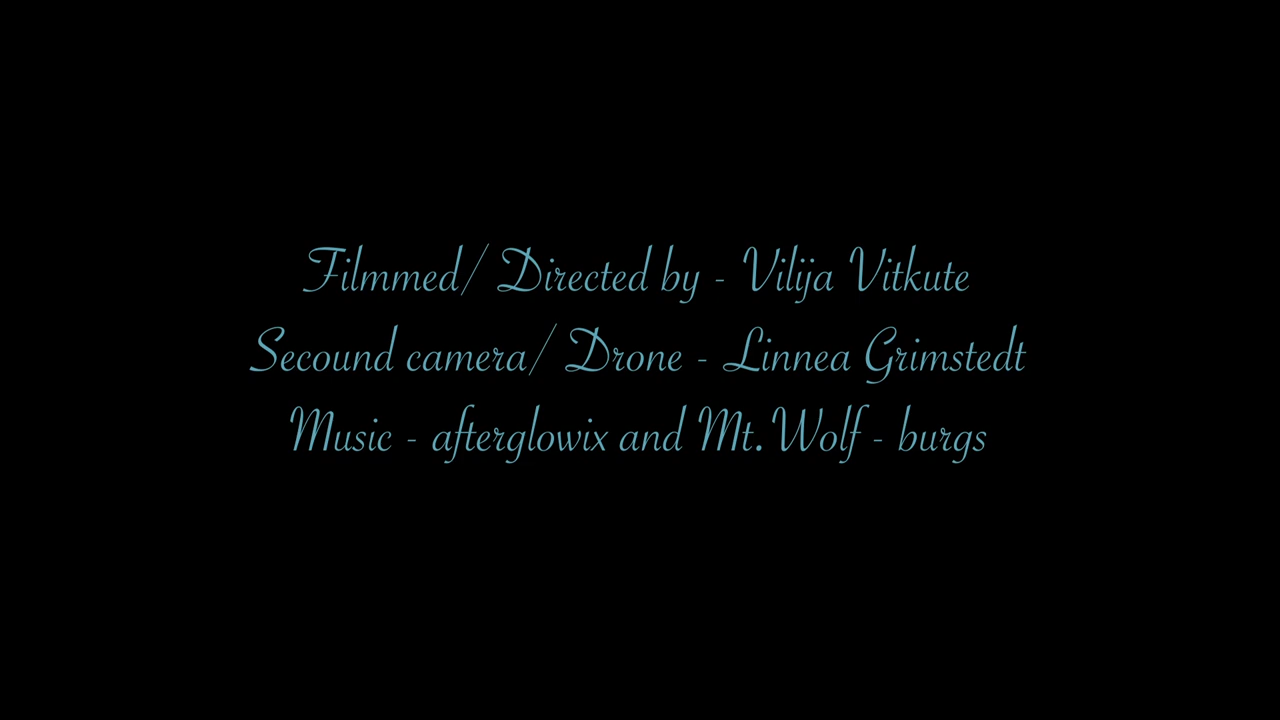 Filmmed/ Directed by - Vilija Vitkute
Secound camera/ Drone - Linnea Grimstedt
Music - afterglowix and Mt. Wolf - burgs